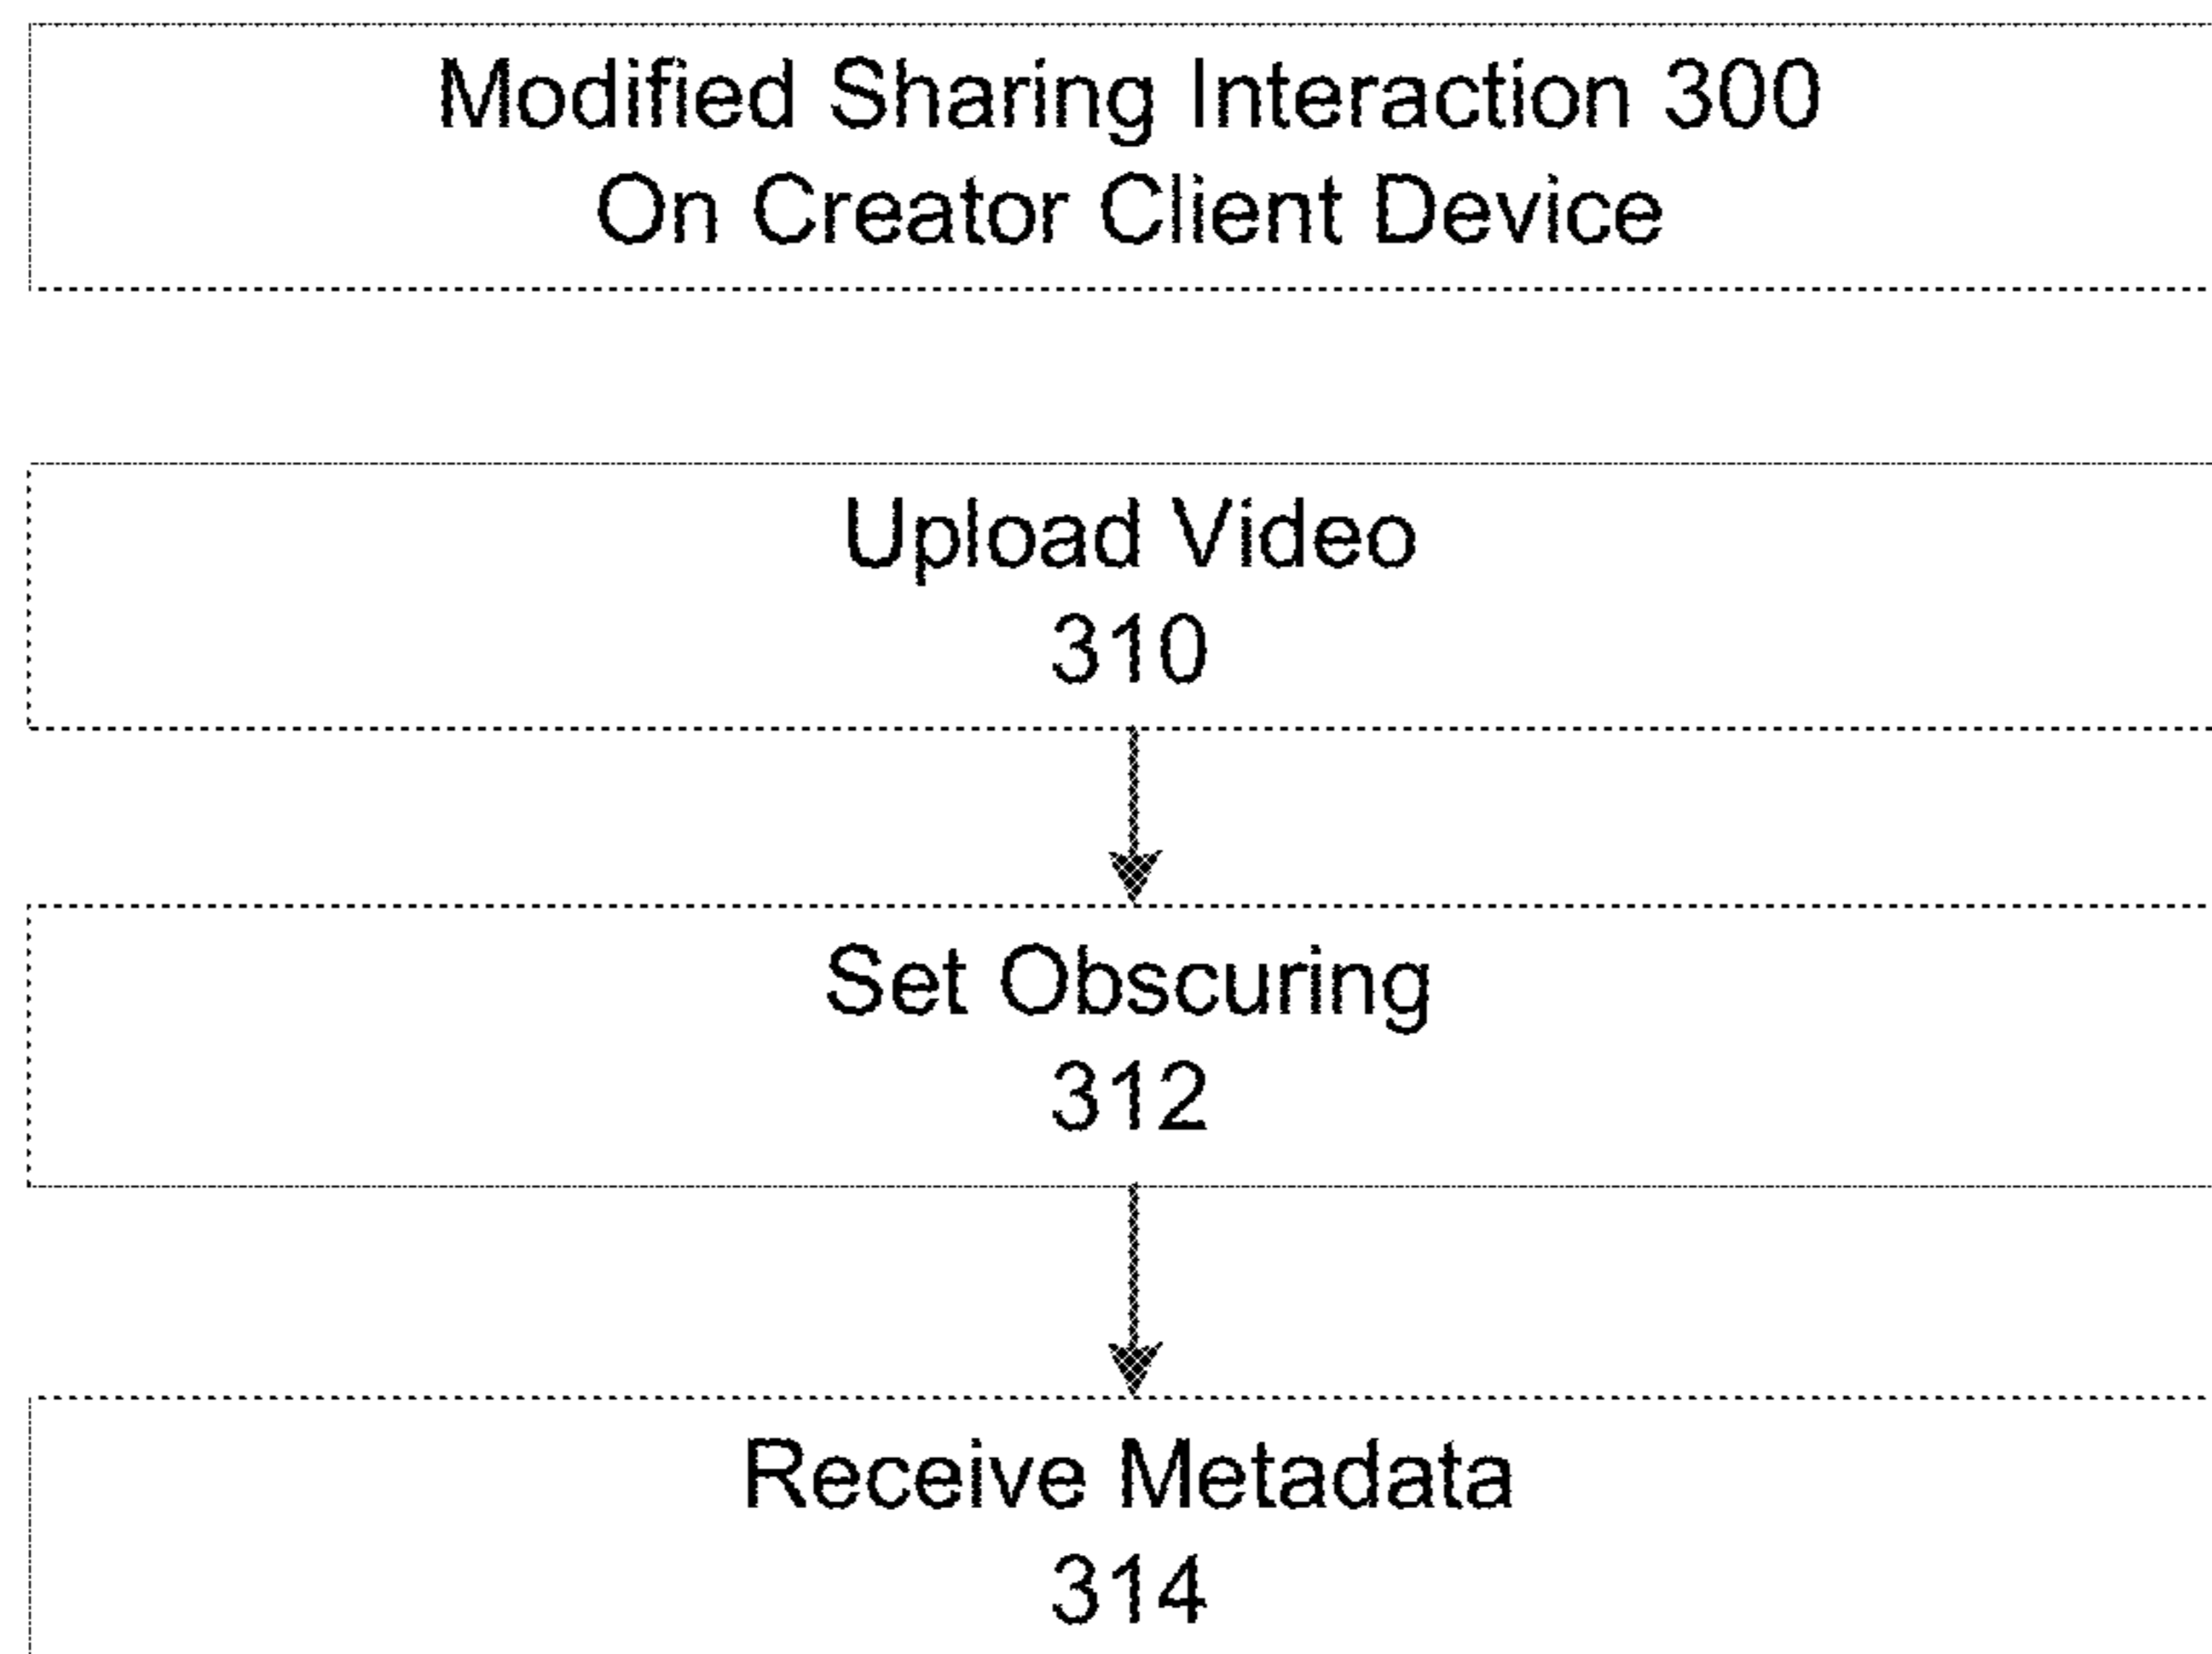 Modified Sharing Interaction 300
On Creator Client Device
Upload Video
310
Set Obscuring
312
Receive Metadata
314